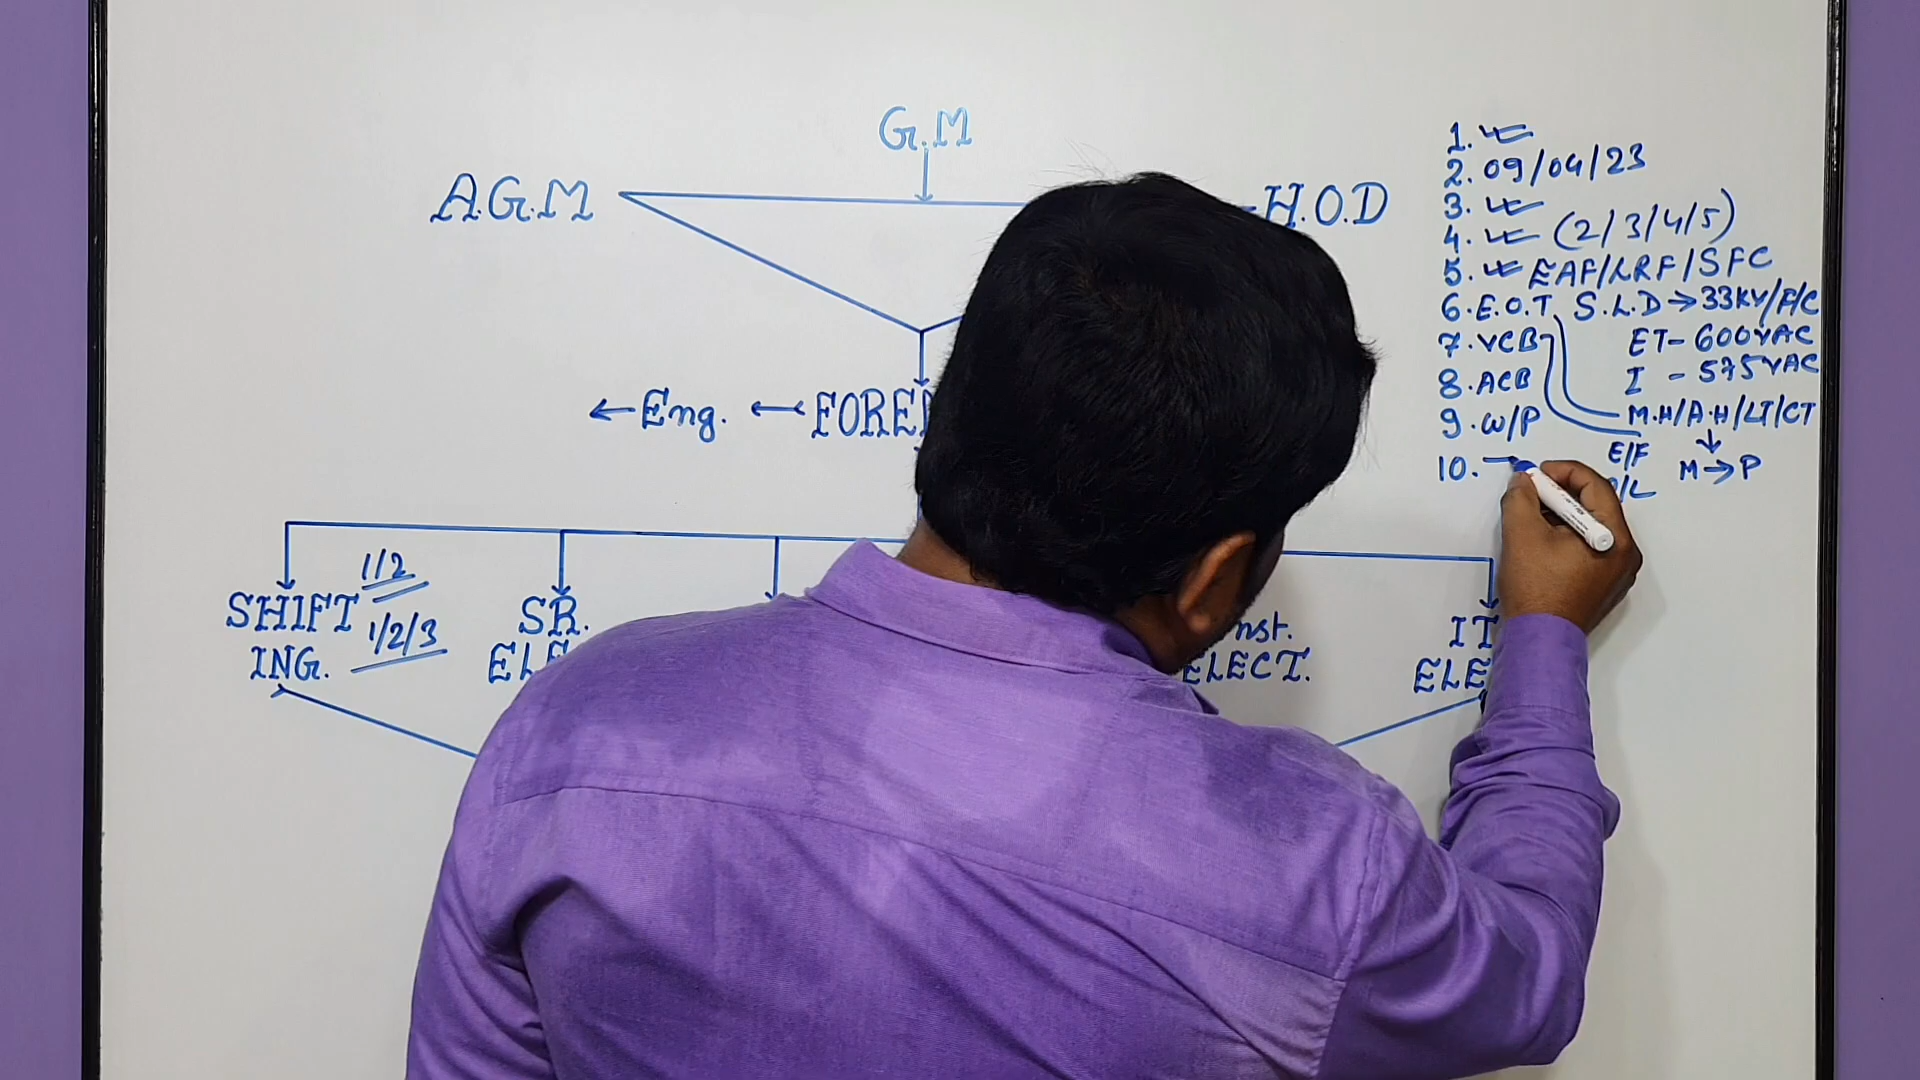 G.M
A.G.M
H.O.D
← Eng. ← FORE
SHIFT 1/2
ING. 1/2/3
SR.
ELE
nst.
ELECT.
IT
ELE
1.
2. 09/04/23
3.
4. (2/3/4/5)
5. EAF/LRF/SFC
6. E.O.T S.L.D → 33KV/F/C
7. VCB ET- 600VAC
8. ACB I - 575VAC
9. W/P M.H/A.H/LT/CT
E/F
10. M → P
/L